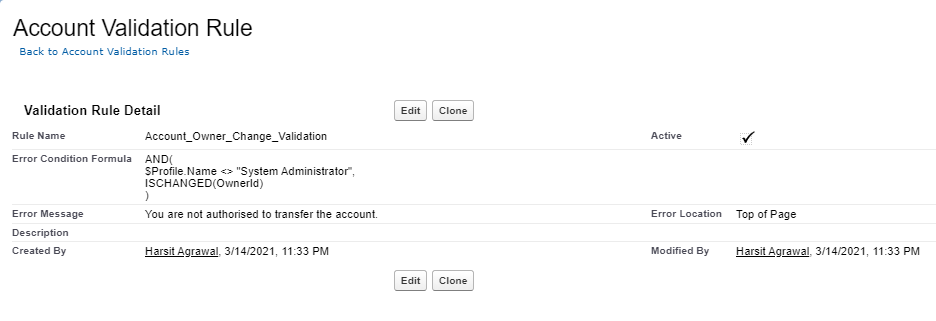 Account Validation Rule
Back to Account Validation Rules
Validation Rule Detail Edit Clone
Rule Name Account_Owner_Change_Validation Active
Error Condition Formula AND(
$Profile.Name <> "System Administrator",
ISCHANGED(OwnerId)
)
Error Message You are not authorised to transfer the account. Error Location Top of Page
Description
Created By Harsit Agrawal, 3/14/2021, 11:33 PM Modified By Harsit Agrawal, 3/14/2021, 11:33 PM
Edit Clone